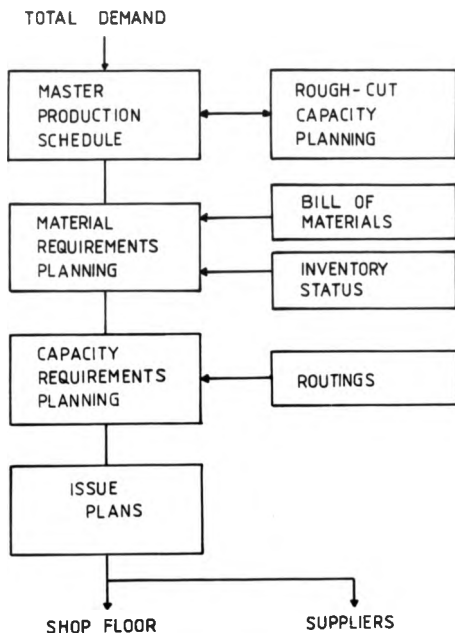 TOTAL DEMAND
MASTER
PRODUCTION
SCHEDULE
ROUGH-CUT
CAPACITY
PLANNING
MATERIAL
REQUIREMENTS
PLANNING
BILL OF
MATERIALS
INVENTORY
STATUS
CAPACITY
REQUIREMENTS
PLANNING
ROUTINGS
ISSUE
PLANS
SHOP FLOOR
SUPPLIERS